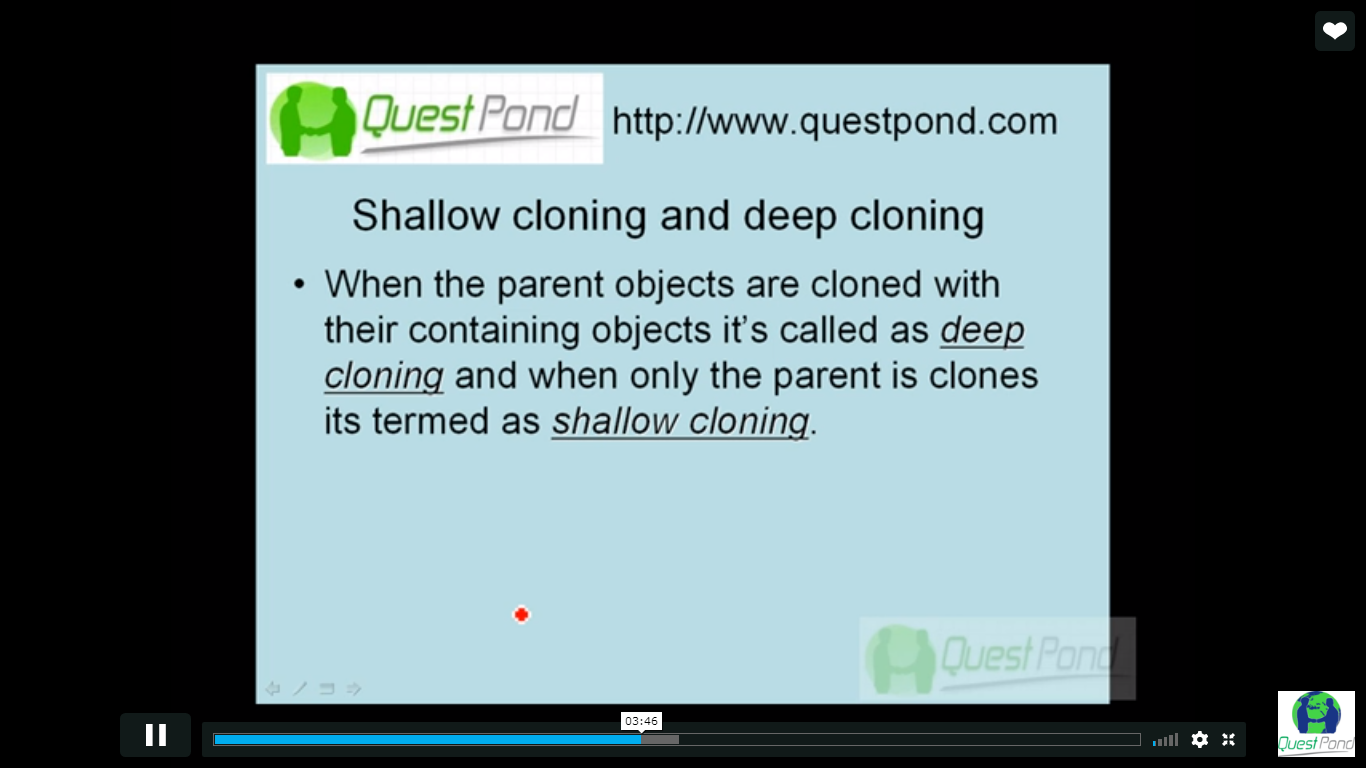 QuestPond http://www.questpond.com
Shallow cloning and deep cloning
• When the parent objects are cloned with
their containing objects it's called as deep
cloning and when only the parent is clones
its termed as shallow cloning.
QuestPond
03:46
QuestPond